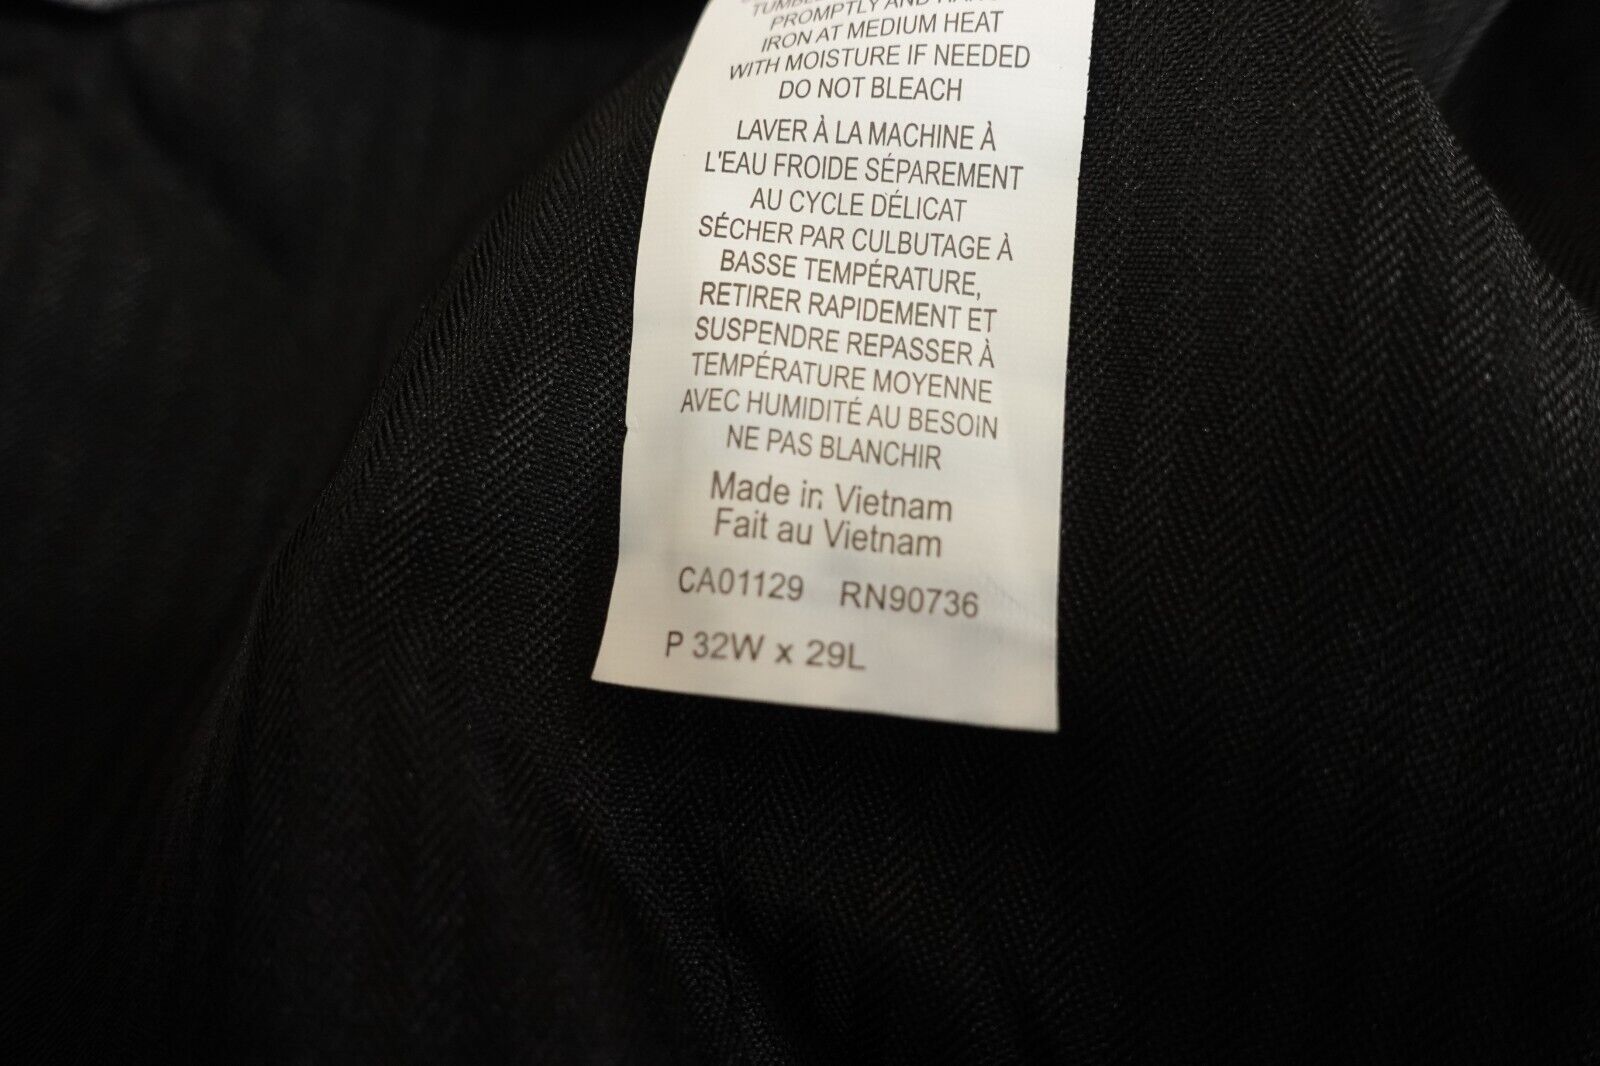 TUMBLE
PROMPTLY AND HANG
IRON AT MEDIUM HEAT
WITH MOISTURE IF NEEDED
DO NOT BLEACH
LAVER À LA MACHINE À
L'EAU FROIDE SÉPAREMENT
AU CYCLE DÉLICAT
SÉCHER PAR CULBUTAGE À
BASSE TEMPÉRATURE,
RETIRER RAPIDEMENT ET
SUSPENDRE REPASSER À
TEMPÉRATURE MOYENNE
AVEC HUMIDITÉ AU BESOIN
NE PAS BLANCHIR
Made in Vietnam
Fait au Vietnam
CA01129 RN90736
P 32W x 29L